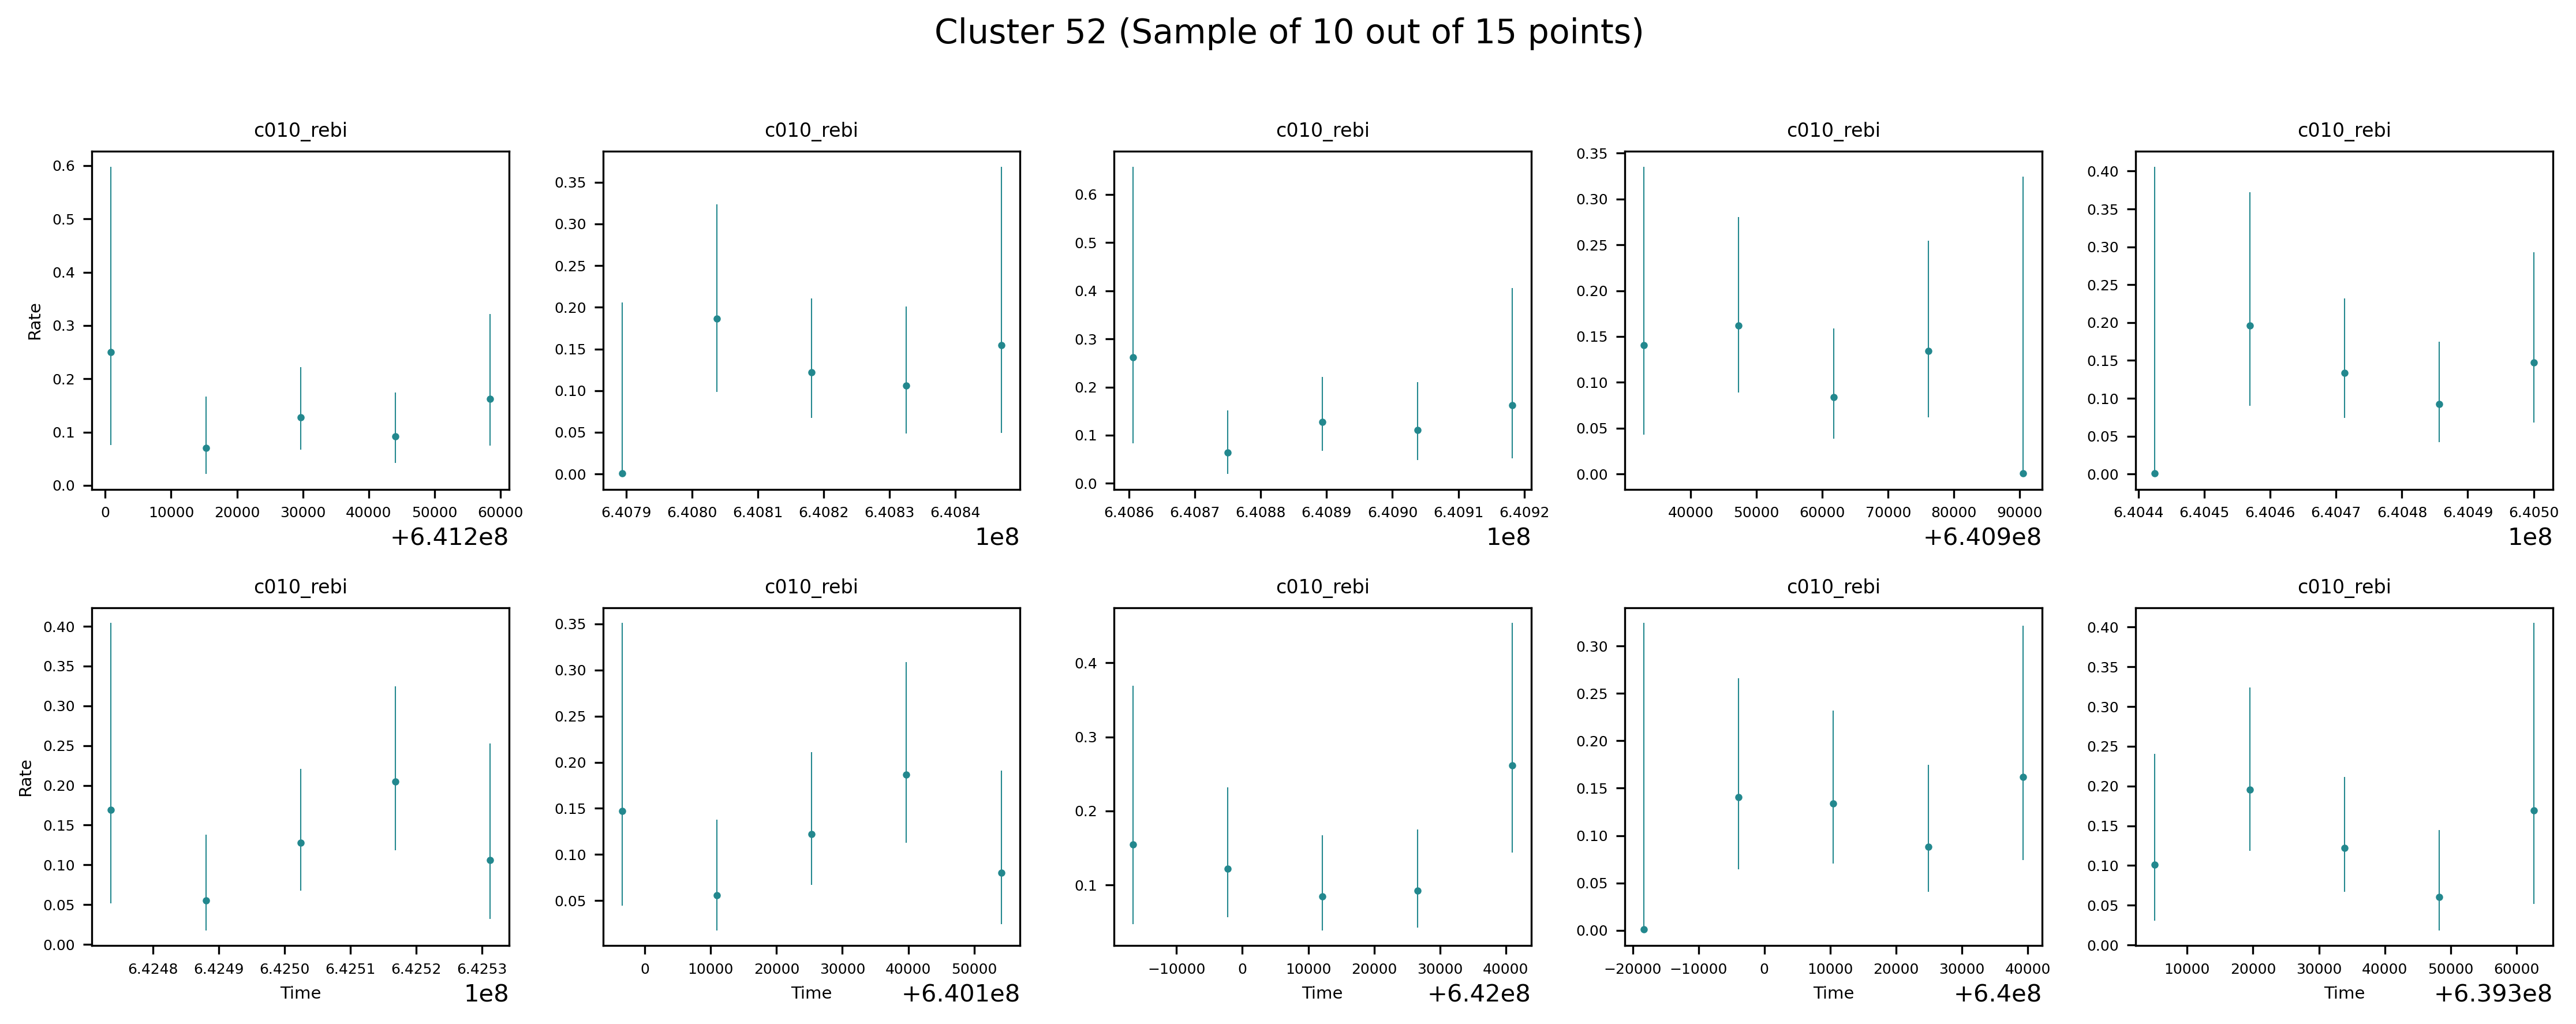 Cluster 52 (Sample of 10 out of 15 points)
c010_rebi c010_rebi c010_rebi c010_rebi c010_rebi
Rate
0.6 0.5 0.4 0.3 0.2 0.1 0.0
0 10000 20000 30000 40000 50000 60000
+6.412e8
0.35 0.30 0.25 0.20 0.15 0.10 0.05 0.00
6.4079 6.4080 6.4081 6.4082 6.4083 6.4084
1e8
0.6 0.5 0.4 0.3 0.2 0.1 0.0
6.4086 6.4087 6.4088 6.4089 6.4090 6.4091 6.4092
1e8
0.35 0.30 0.25 0.20 0.15 0.10 0.05 0.00
40000 50000 60000 70000 80000 90000
+6.409e8
0.40 0.35 0.30 0.25 0.20 0.15 0.10 0.05 0.00
6.4044 6.4045 6.4046 6.4047 6.4048 6.4049 6.4050
1e8
c010_rebi c010_rebi c010_rebi c010_rebi c010_rebi
Rate
0.40 0.35 0.30 0.25 0.20 0.15 0.10 0.05 0.00
6.4248 6.4249 6.4250 6.4251 6.4252 6.4253
Time 1e8
0.35 0.30 0.25 0.20 0.15 0.10 0.05
0 10000 20000 30000 40000 50000
Time +6.401e8
0.4 0.3 0.2 0.1
−10000 0 10000 20000 30000 40000
Time +6.42e8
0.30 0.25 0.20 0.15 0.10 0.05 0.00
−20000 −10000 0 10000 20000 30000 40000
Time +6.4e8
0.40 0.35 0.30 0.25 0.20 0.15 0.10 0.05 0.00
10000 20000 30000 40000 50000 60000
Time +6.393e8